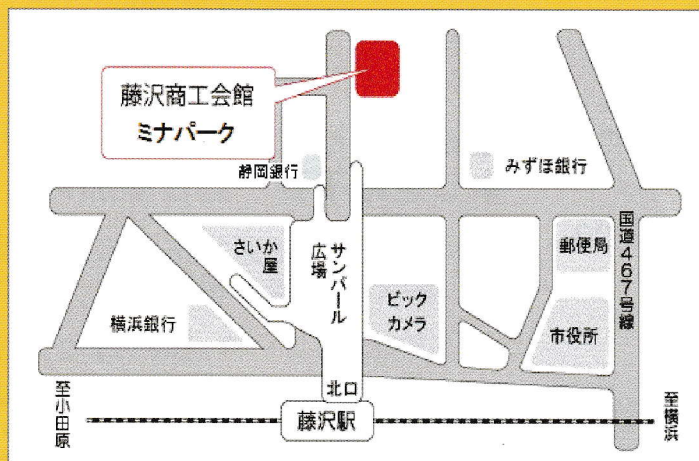 藤沢商工会館
ミナパーク
静岡銀行
みずほ銀行
さいか
屋
サンパール
広場
国道467号線
郵便局
ビック
カメラ
横浜銀行
市役所
北口
至小田原
藤沢駅
至横浜